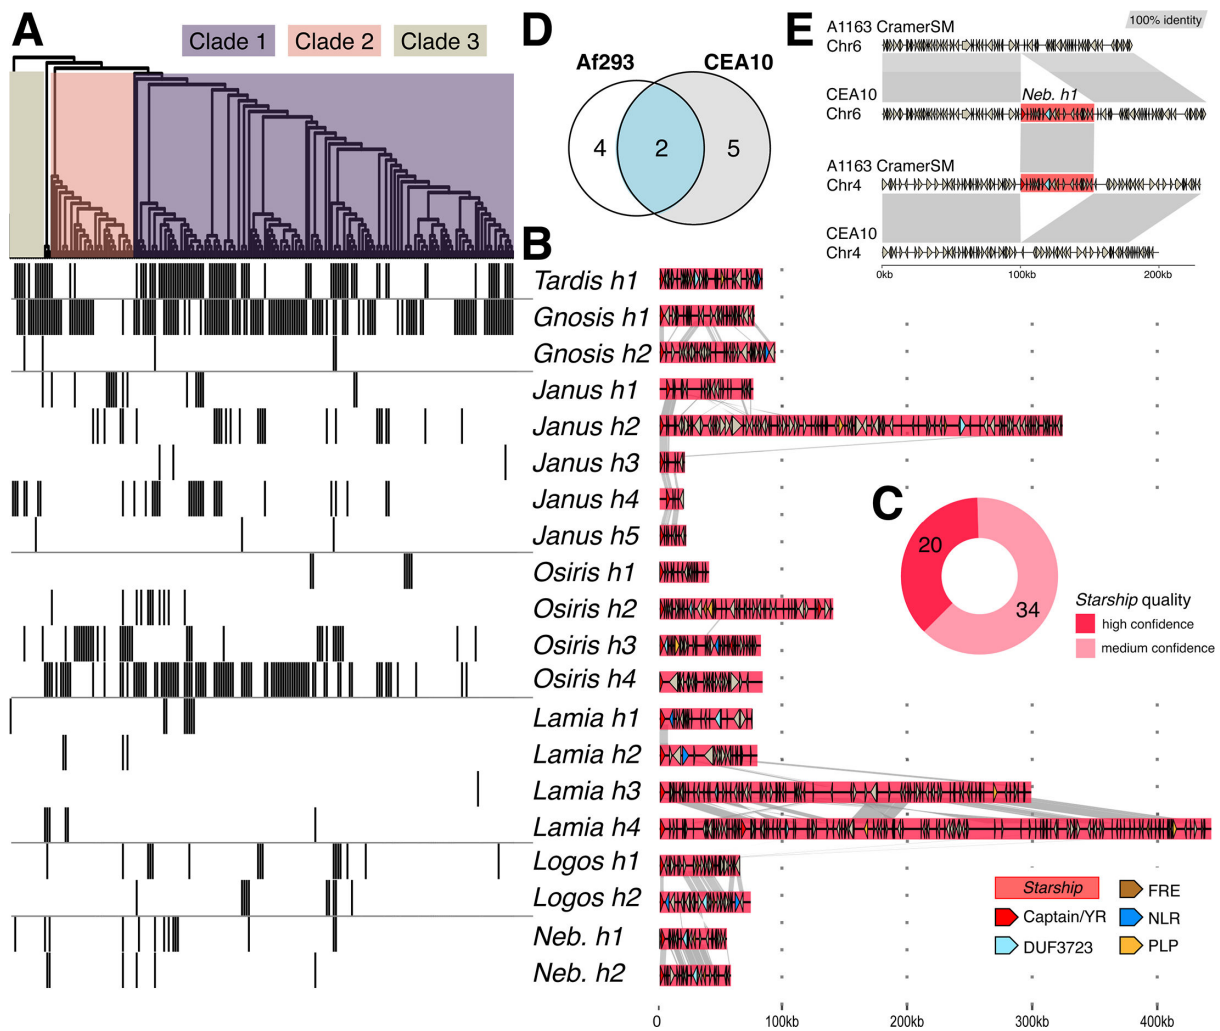 A
Clade 1
Clade 2
Clade 3
D
Af293
CEA10
4
2
5
E
100% identity
A1163 CramerSM
Chr6
CEA10
Neb. h1
Chr6
A1163 CramerSM
Chr4
CEA10
Chr4
0kb
100kb
200kb
B
Tardis h1
Gnosis h1
Gnosis h2
Janus h1
Janus h2
Janus h3
Janus h4
Janus h5
Osiris h1
Osiris h2
Osiris h3
Osiris h4
Lamia h1
Lamia h2
Lamia h3
Lamia h4
Logos h1
Logos h2
Neb. h1
Neb. h2
0
100kb
200kb
300kb
400kb
C
20
34
Starship quality
high confidence
medium confidence
Starship
Captain/YR
DUF3723
FRE
NLR
PLP